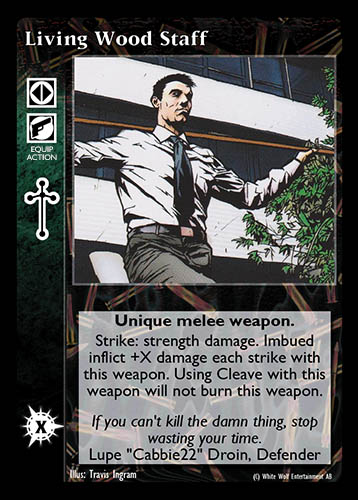 Living Wood Staff
EQUIP
ACTION
Unique melee weapon.
Strike: strength damage. Imbued
inflict +X damage each strike with
this weapon. Using Cleave with this
weapon will not burn this weapon.
If you can't kill the damn thing, stop
wasting your time.
Lupe "Cabbie22" Droin, Defender
X
Illus: Travis Ingram
(C) White Wolf Entertainment AB